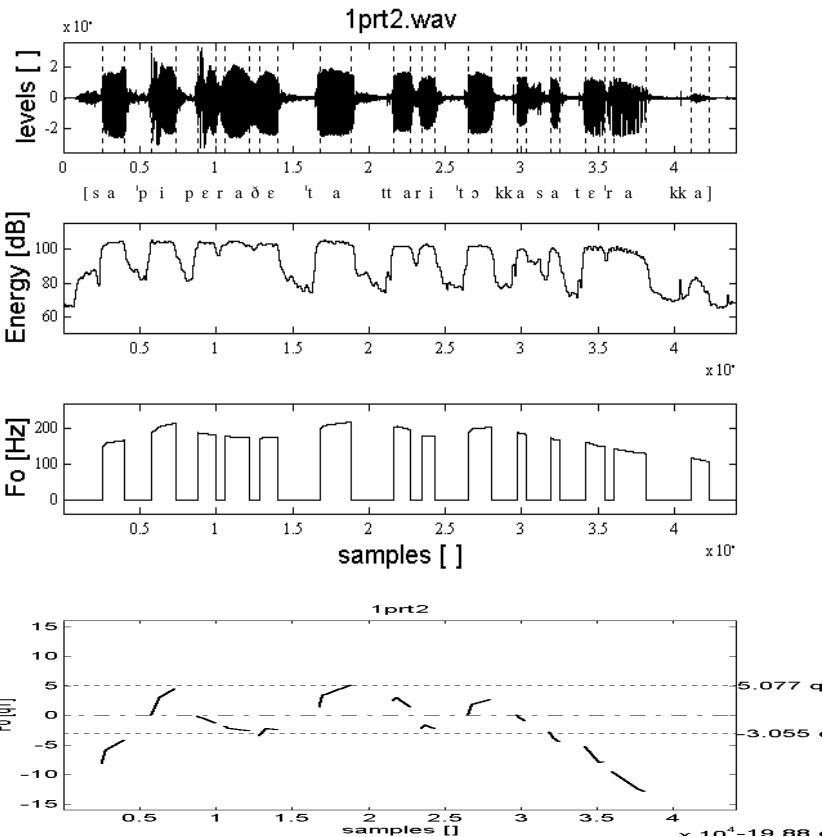 1prt2.wav
x 10⁴
levels [ ]
2
0
-2
0 0.5 1 1.5 2 2.5 3 3.5 4
[ s a ˈp i p ɛ r a ð ɛ ˈt a tt a r i ˈt ɔ kk a s a t ɛ ˈr a kk a ]
Energy [dB]
100
80
60
0.5 1 1.5 2 2.5 3 3.5 4
x 10⁴
Fo [Hz]
200
100
0
0.5 1 1.5 2 2.5 3 3.5 4
samples [ ]
x 10⁴
1prt2
15
10
5
0
-5
-10
-15
5.077 q
-3.055
0.5 1 1.5 2 2.5 3 3.5 4
samples []
x 10⁴-19.88